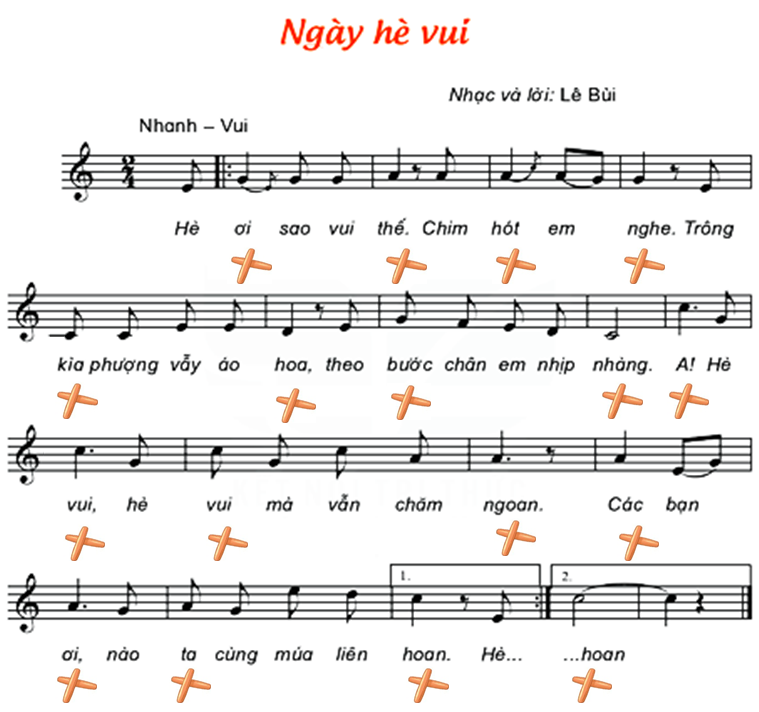 Ngày hè vui
Nhạc và lời: Lê Bùi
Nhanh – Vui
2
4
Hè ơi sao vui thế. Chim hót em nghe. Trông
kìa phượng vẫy áo hoa, theo bước chân em nhịp nhàng. A! Hè
vui, hè vui mà vẫn chăm ngoan. Các bạn
1. 2.
ơi, nào ta cùng múa liên hoan. Hè... ...hoan